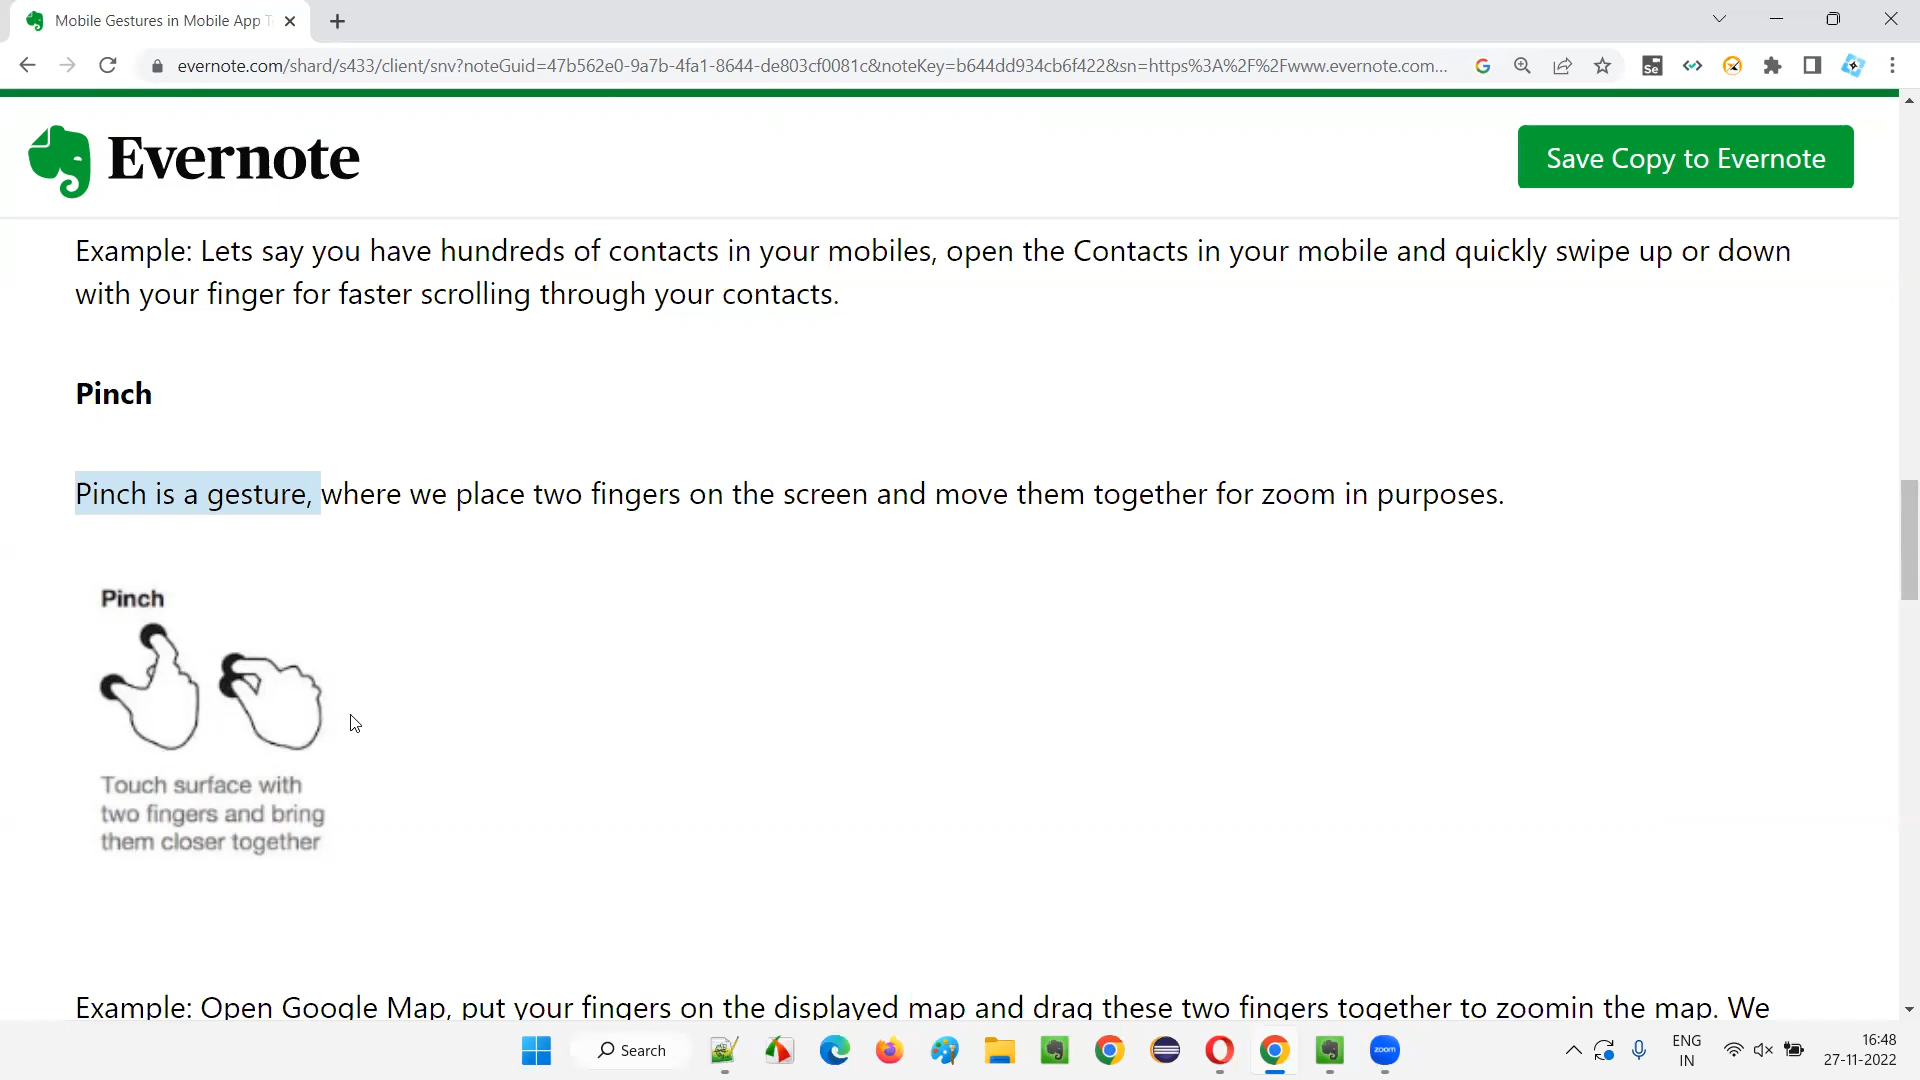 Mobile Gestures in Mobile App T
evernote.com/shard/s433/client/snv?noteGuid=47b562e0-9a7b-4fa1-8644-de803cf0081c&noteKey=b644dd934cb6f422&sn=https%3A%2F%2Fwww.evernote.com...
Evernote
Save Copy to Evernote
Example: Lets say you have hundreds of contacts in your mobiles, open the Contacts in your mobile and quickly swipe up or down
with your finger for faster scrolling through your contacts.
Pinch
Pinch is a gesture, where we place two fingers on the screen and move them together for zoom in purposes.
Pinch
Touch surface with
two fingers and bring
them closer together
Example: Open Google Map, put your fingers on the displayed map and drag these two fingers together to zoomin the map. We
Search
zoom
ENG
IN
16:48
27-11-2022